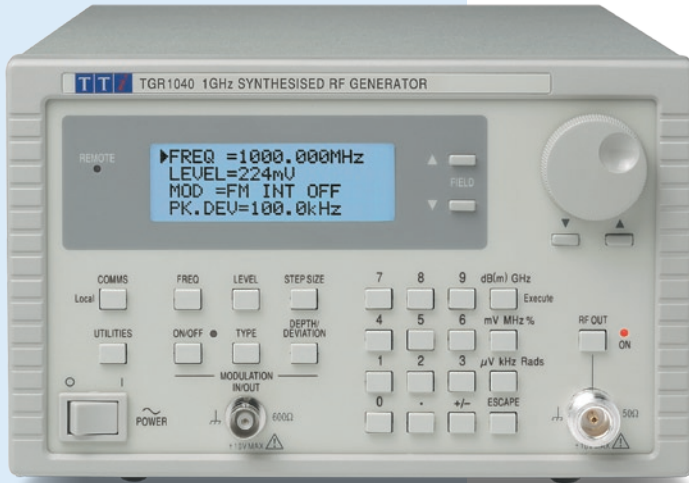 TTi TGR1040 1GHz SYNTHESISED RF GENERATOR
REMOTE
FREQ =1000.000MHz
LEVEL=224mV
MOD =FM INT OFF
PK.DEV=100.0kHz
FIELD
COMMS FREQ LEVEL STEP SIZE 7 8 9 dB(m) GHz
Local Execute
UTILITIES ON/OFF TYPE DEPTH/DEVIATION 4 5 6 mV MHz % RF OUT
ON
1 2 3 µV kHz Rads
MODULATION IN/OUT
0 . +/- ESCAPE
O I
POWER
600Ω
50Ω